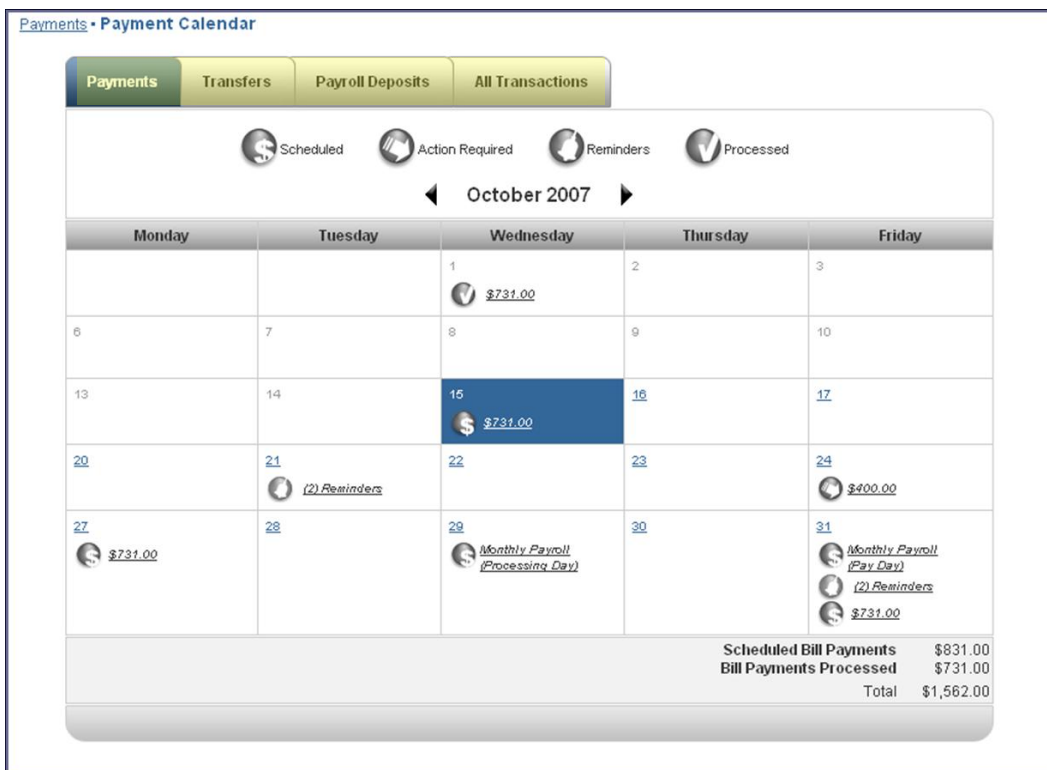 Payments • Payment Calendar
Payments Transfers Payroll Deposits All Transactions
Scheduled Action Required Reminders Processed
October 2007
Monday Tuesday Wednesday Thursday Friday
1 2 3
$731.00
6 7 8 9 10
13 14 15 16 17
$731.00
20 21 22 23 24
(2) Reminders $400.00
27 28 29 30 31
$731.00 Monthly Payroll Monthly Payroll
(Processing Day) (Pay Day)
(2) Reminders
$731.00
Scheduled Bill Payments $831.00
Bill Payments Processed $731.00
Total $1,562.00